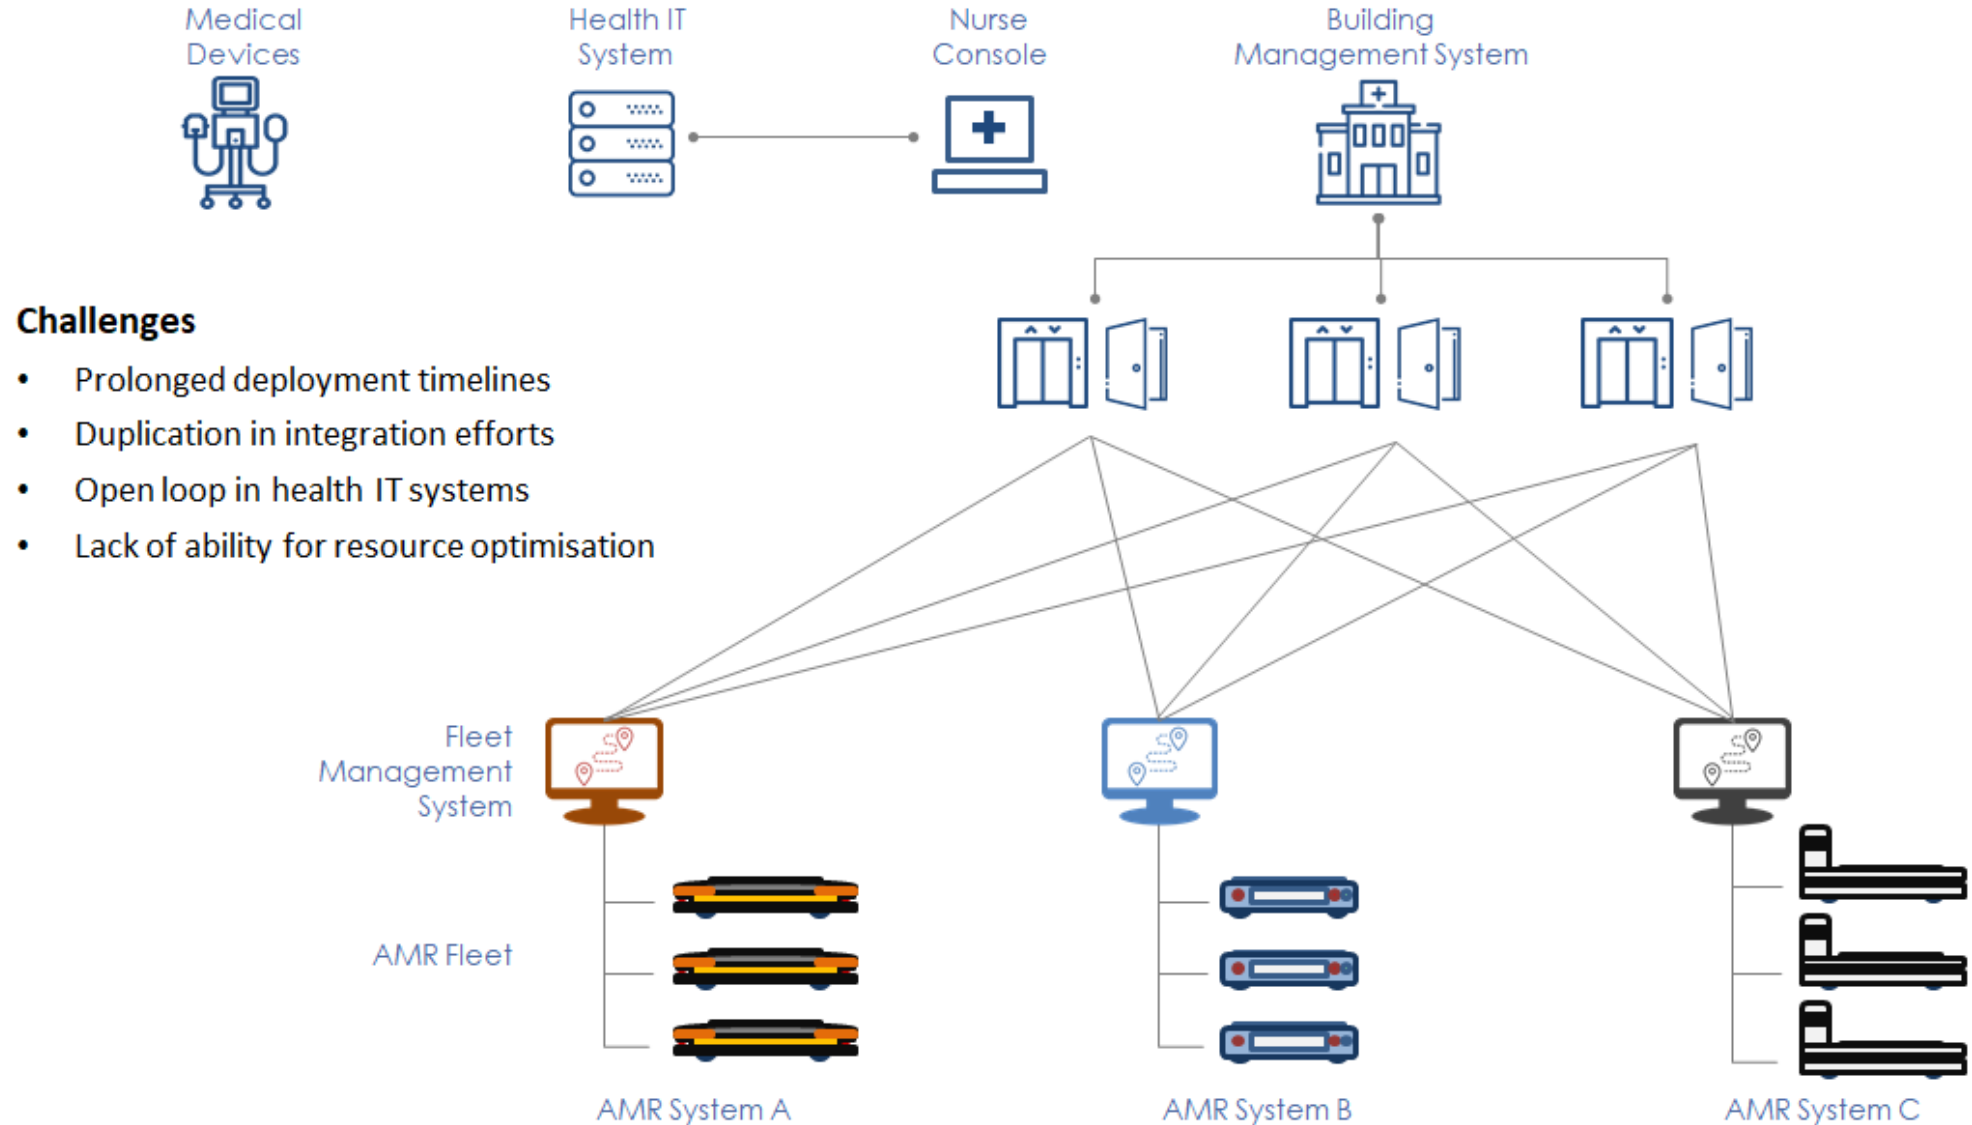 Medical
Devices
Health IT
System
Nurse
Console
Building
Management System
Challenges
• Prolonged deployment timelines
• Duplication in integration efforts
• Open loop in health IT systems
• Lack of ability for resource optimisation
Fleet
Management
System
AMR Fleet
AMR System A
AMR System B
AMR System C